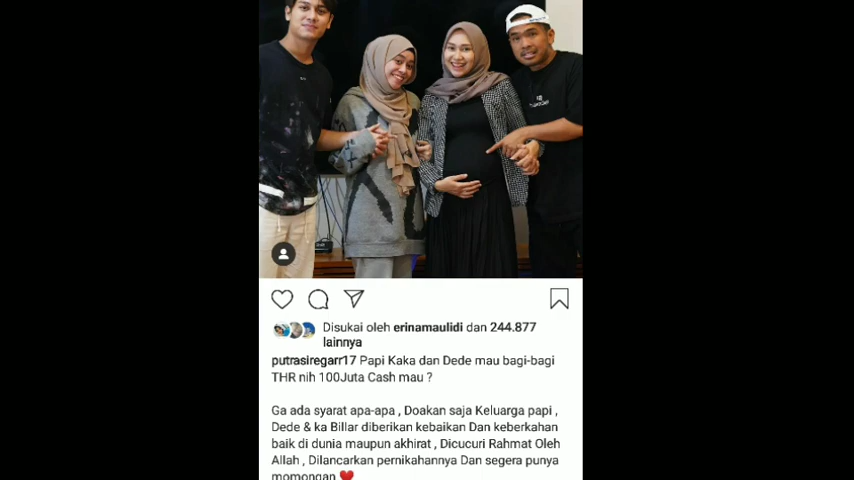 Disukai oleh erinamaulidi dan 244.877
lainnya
putrasiregarr17 Papi Kaka dan Dede mau bagi-bagi
THR nih 100Juta Cash mau ?
Ga ada syarat apa-apa , Doakan saja Keluarga papi ,
Dede & ka Billar diberikan kebaikan Dan keberkahan
baik di dunia maupun akhirat , Dicucuri Rahmat Oleh
Allah , Dilancarkan pernikahannya Dan segera punya
momongan ❤️